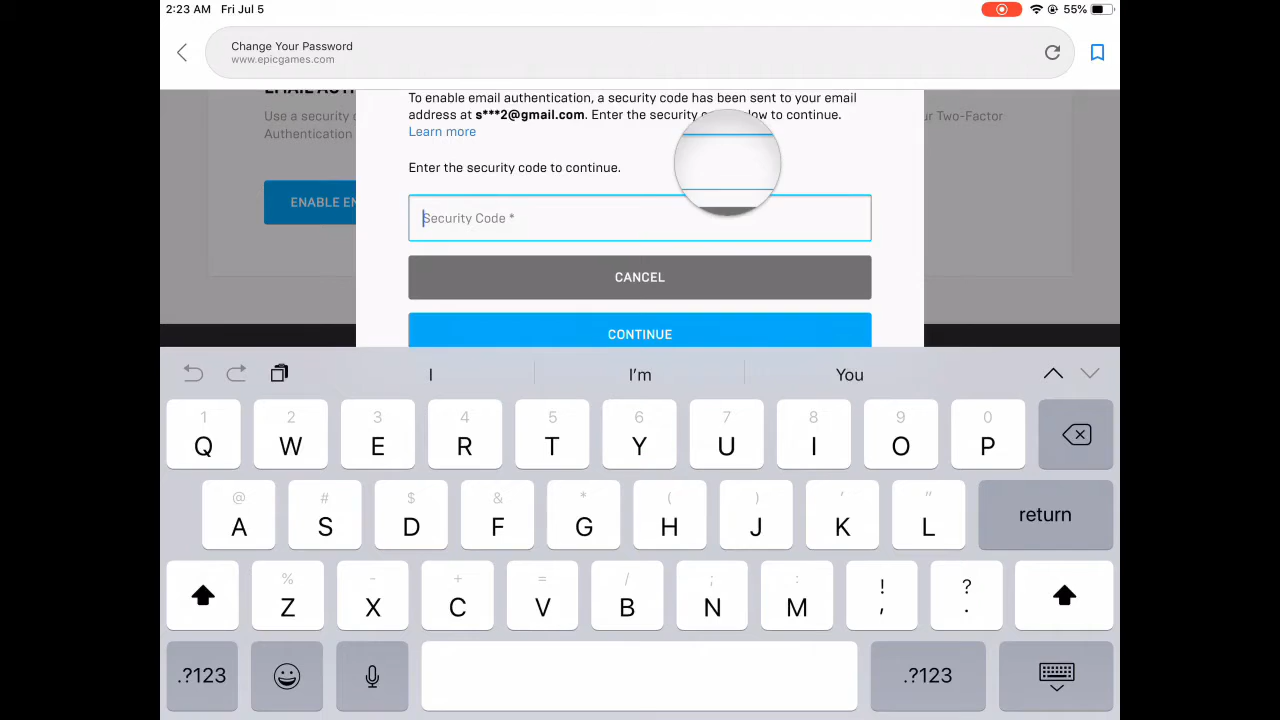 2:23 AM Fri Jul 5
55%
Change Your Password
www.epicgames.com
To enable email authentication, a security code has been sent to your email
address at s***2@gmail.com. Enter the security to continue.
Learn more
Use a security
Authentication
ur Two-Factor
Enter the security code to continue.
ENABLE
Security Code *
CANCEL
CONTINUE
I I'm You
1 2 3 4 5 6 7 8 9 0
Q W E R T Y U I O P
@ # $ & * ( ) ' "
A S D F G H J K L return
% - + = / ; : ! ?
Z X C V B N M , .
.?123 .?123